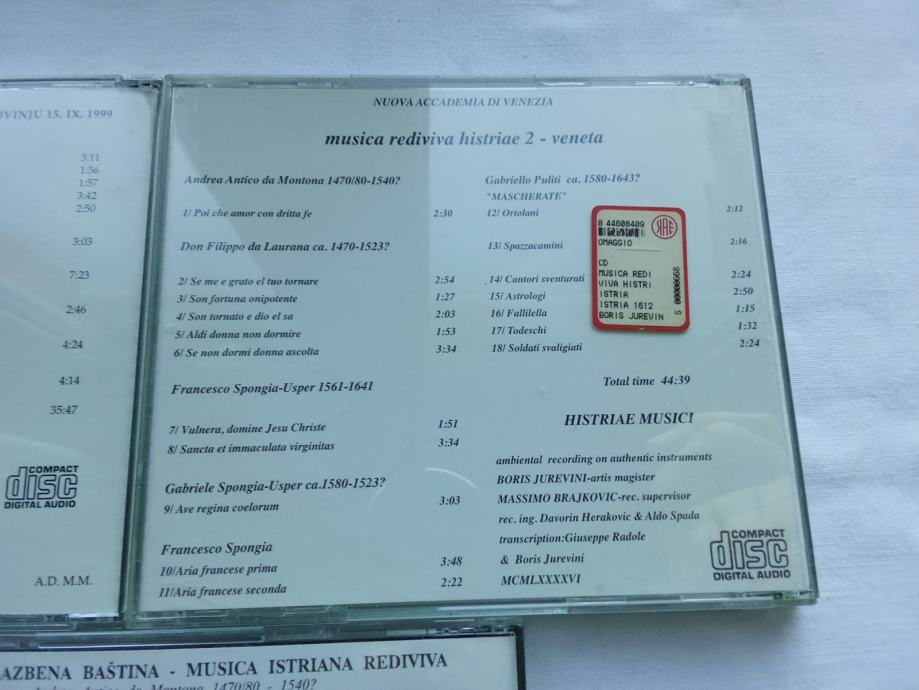 OVINJU 15. IX. 1999
3:11
1:56
1:57
3:42
2:50
3:03
7:23
2:46
4:24
4:14
35:47
COMPACT
disc
DIGITAL AUDIO
A.D. M.M.
NUOVA ACCADEMIA DI VENEZIA
musica rediviva histriae 2 - veneta
Andrea Antico da Montona 1470/80-1540?
1/ Poi che amor con dritta fe 2:30
Don Filippo da Laurana ca. 1470-1523?
2/ Se me e grato el tuo tornare 2:54
3/ Son fortuna onipotente 1:27
4/ Son tornato e dio el sa 2:03
5/ Aldi donna non dormire 1:53
6/ Se non dormi donna ascolta 3:34
Francesco Spongia-Usper 1561-1641
7/ Vulnera, domine Jesu Christe 1:51
8/ Sancta et immaculata virginitas 3:34
Gabriele Spongia-Usper ca.1580-1523?
9/ Ave regina coelorum 3:03
Francesco Spongia
10/Aria francese prima 3:48
11/Aria francese seconda 2:22
Gabriello Puliti ca. 1580-1643?
"MASCHERATE"
12/ Ortolani 2:12
13/ Spazzacamini 2:16
14/ Cantori sventurati 2:24
15/ Astrologi 2:50
16/ Fallilella 1:15
17/ Todeschi 1:32
18/ Soldati svaligiati 2:24
B 44608409
OMAGGIO
CD
MUSICA REDI
VIVA HISTRI
ISTRIA
ISTRIA 1612
BORIS JUREVIN
S 00000668
Total time 44:39
HISTRIAE MUSICI
ambiental recording on authentic instruments
BORIS JUREVINI-artis magister
MASSIMO BRAJKOVIC-rec. supervisor
rec. ing. Davorin Herakovic & Aldo Spada
transcription:Giuseppe Radole
& Boris Jurevini
MCMLXXXXVI
COMPACT
disc
DIGITAL AUDIO
AZBENA BAŠTINA - MUSICA ISTRIANA REDIVIVA
Andrea Antico da Montona 1470/80 - 1540?